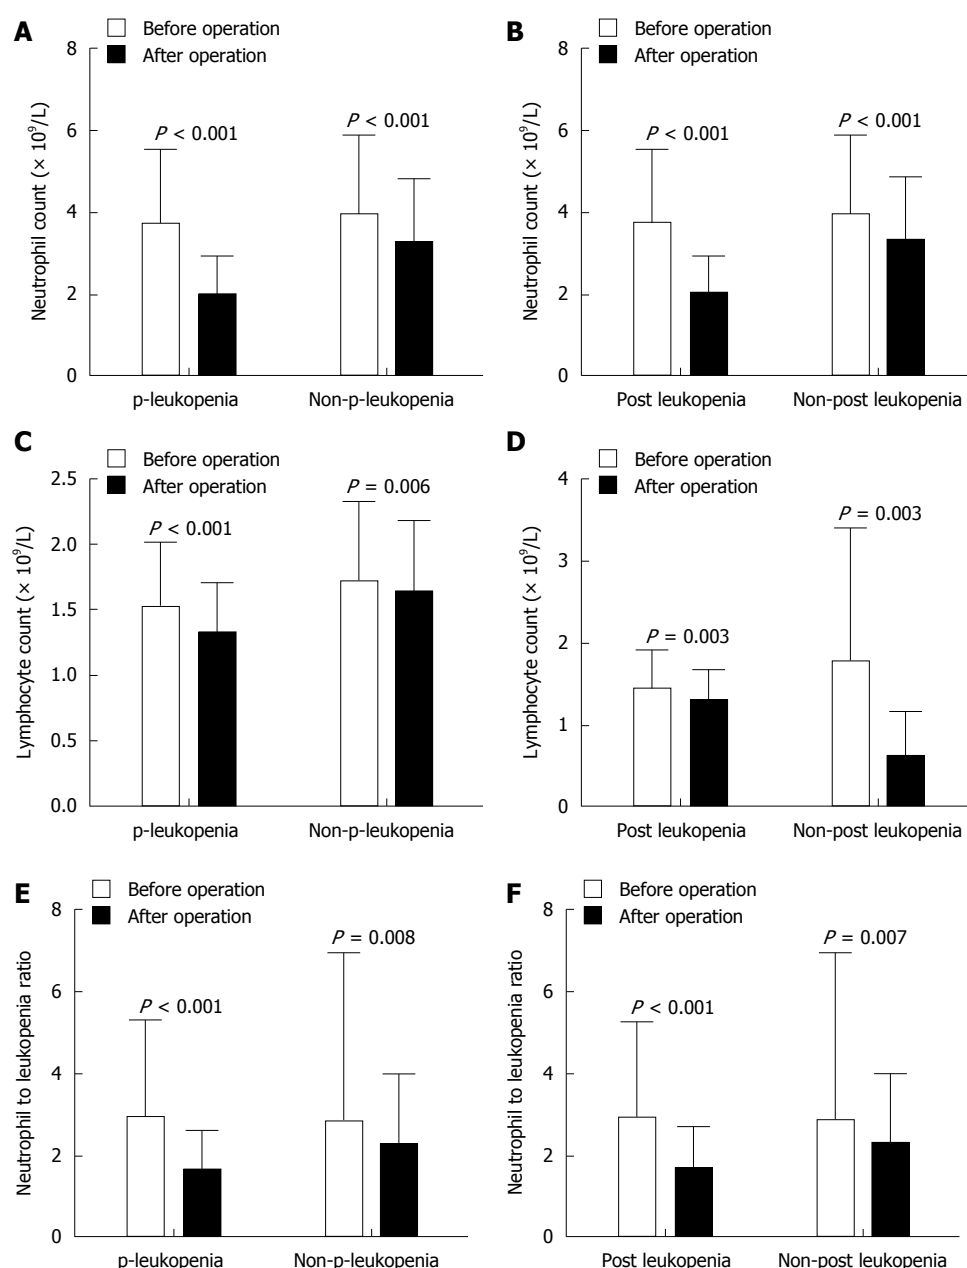 A
Before operation
After operation
Neutrophil count (× 10⁹/L)
8
6
4
2
0
P < 0.001
P < 0.001
p-leukopenia
Non-p-leukopenia
B
Before operation
After operation
Neutrophil count (× 10⁹/L)
8
6
4
2
0
P < 0.001
P < 0.001
Post leukopenia
Non-post leukopenia
C
Before operation
After operation
Lymphocyte count (× 10⁹/L)
2.5
2.0
1.5
1.0
0.5
0.0
P < 0.001
P = 0.006
p-leukopenia
Non-p-leukopenia
D
Before operation
After operation
Lymphocyte count (× 10⁹/L)
4
3
2
1
0
P = 0.003
P = 0.003
Post leukopenia
Non-post leukopenia
E
Before operation
After operation
Neutrophil to leukopenia ratio
8
6
4
2
0
P < 0.001
P = 0.008
p-leukopenia
Non-p-leukopenia
F
Before operation
After operation
Neutrophil to leukopenia ratio
8
6
4
2
0
P < 0.001
P = 0.007
Post leukopenia
Non-post leukopenia